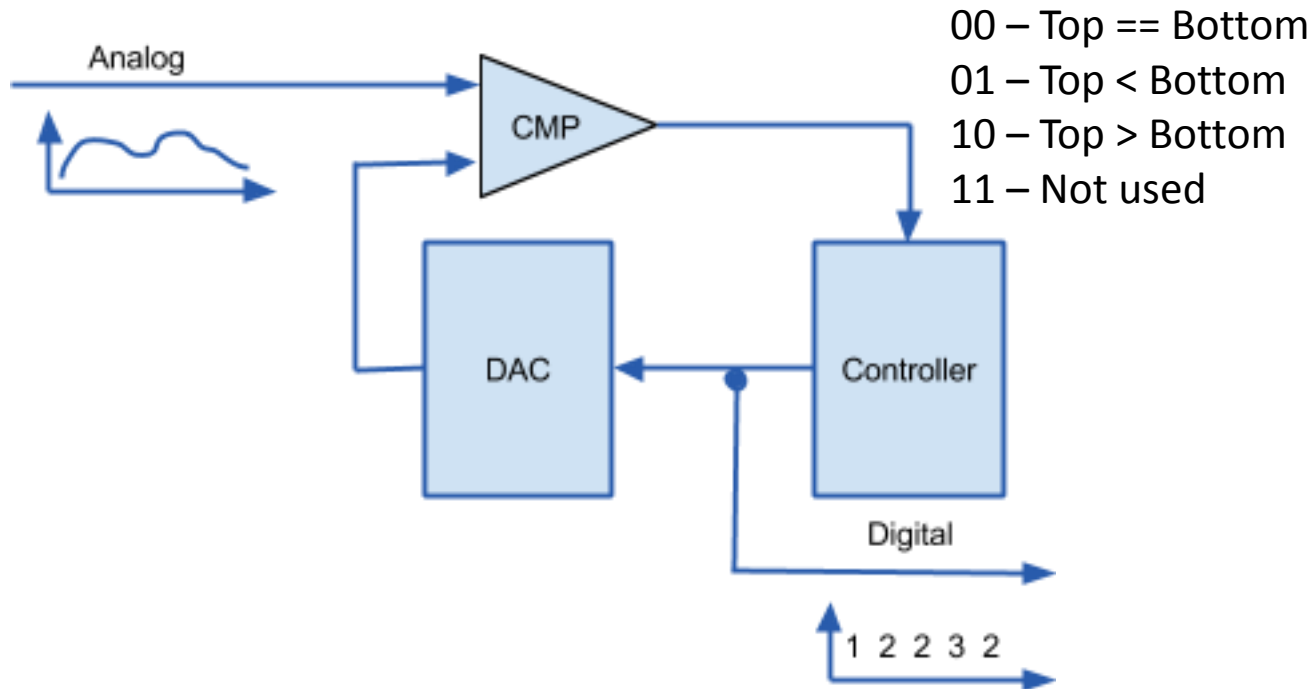 00 – Top == Bottom
Analog
01 – Top < Bottom
CMP
10 – Top > Bottom
11 – Not used
DAC
Controller
Digital
1 2 2 3 2